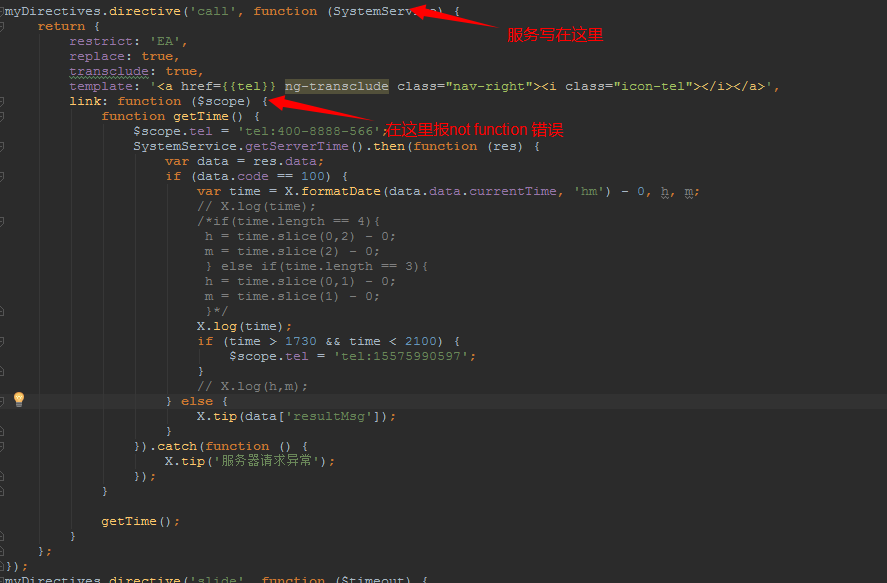 myDirectives.directive('call', function (SystemService) {
服务写在这里
return {
restrict: 'EA',
replace: true,
transclude: true,
template: '<a href={{tel}} ng-transclude class="nav-right"><i class="icon-tel"></i></a>',
link: function ($scope) {
function getTime() {
$scope.tel = 'tel:400-8888-566';
在这里报not function 错误
SystemService.getServerTime().then(function (res) {
var data = res.data;
if (data.code == 100) {
var time = X.formatDate(data.data.currentTime, 'hm') - 0, h, m;
// X.log(time);
/*if(time.length == 4){
h = time.slice(0,2) - 0;
m = time.slice(2) - 0;
} else if(time.length == 3){
h = time.slice(0,1) - 0;
m = time.slice(1) - 0;
}*/
X.log(time);
if (time > 1730 && time < 2100) {
$scope.tel = 'tel:15575990597';
}
// X.log(h,m);
} else {
X.tip(data['resultMsg']);
}
}).catch(function () {
X.tip('服务器请求异常');
});
}
getTime();
}
};
});
myDirectives.directive('slide', function ($timeout) {